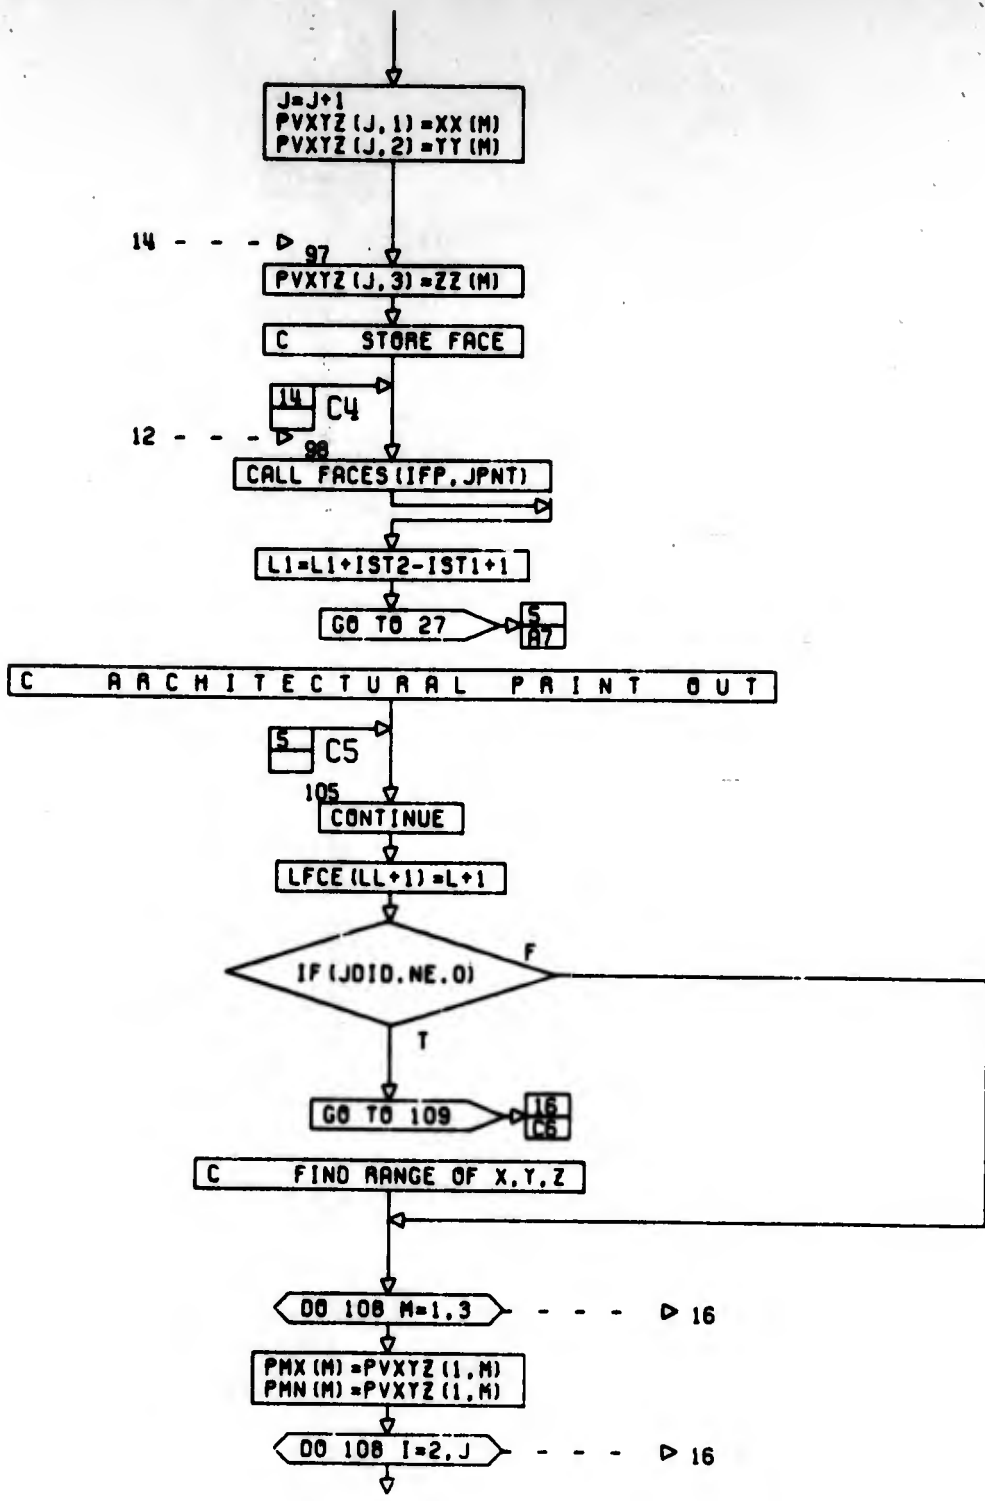 J=J+1
PVXYZ(J,1)=XX(M)
PVXYZ(J,2)=YY(M)
14
97
PVXYZ(J,3)=ZZ(M)
C STORE FACE
14
C4
12
98
CALL FACES(IFP,JPNT)
L1=L1+IST2-IST1+1
GO TO 27
5
A7
C ARCHITECTURAL PRINT OUT
5
C5
105
CONTINUE
LFCE(LL+1)=L+1
F
IF(JDID.NE.0)
T
GO TO 109
16
C6
C FIND RANGE OF X,Y,Z
DO 108 M=1,3
16
PMX(M)=PVXYZ(1,M)
PMN(M)=PVXYZ(1,M)
DO 108 I=2,J
16